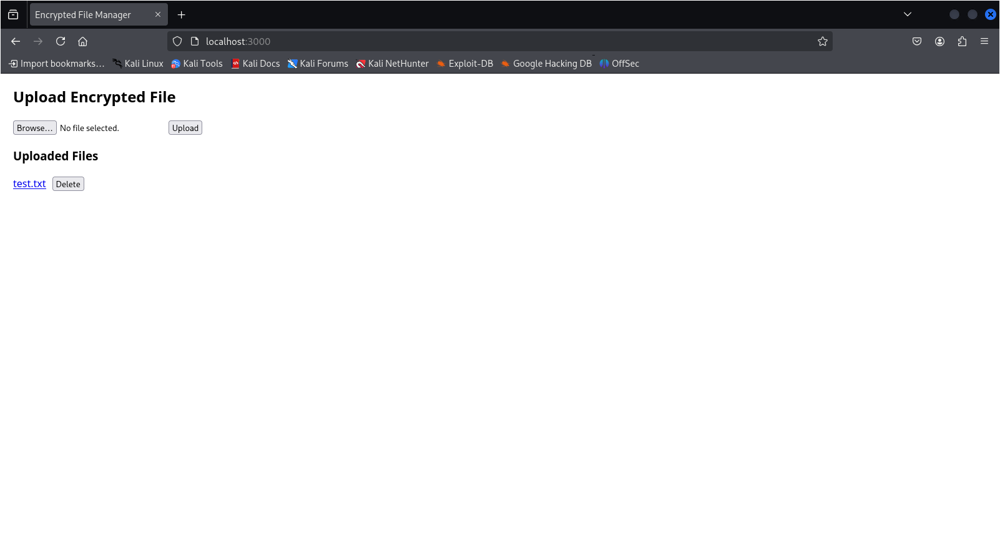 Encrypted File Manager
localhost:3000
Import bookmarks... Kali Linux Kali Tools Kali Docs Kali Forums Kali NetHunter Exploit-DB Google Hacking DB OffSec
Upload Encrypted File
Browse... No file selected. Upload
Uploaded Files
test.txt Delete